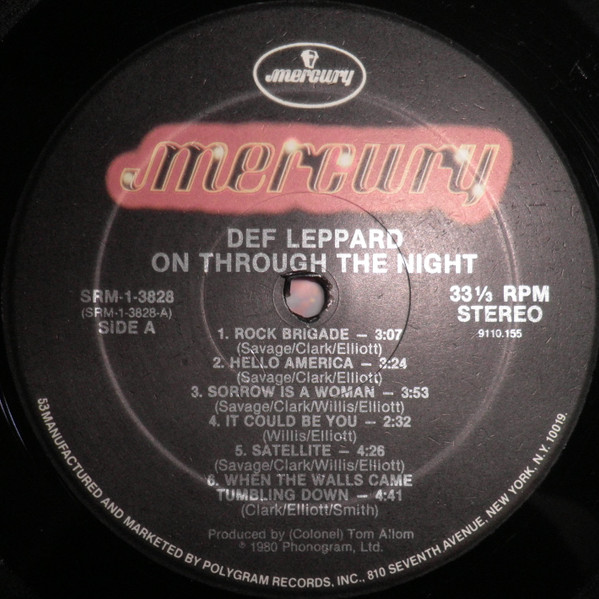 mercury
mercury
DEF LEPPARD
ON THROUGH THE NIGHT
SRM-1-3828
(SRM-1-3828-A)
SIDE A
33 ⅓ RPM
STEREO
9110.155
1. ROCK BRIGADE – 3:07
(Savage/Clark/Elliott)
2. HELLO AMERICA – 3:24
(Savage/Clark/Elliott)
3. SORROW IS A WOMAN – 3:53
(Savage/Clark/Willis/Elliott)
4. IT COULD BE YOU – 2:32
(Willis/Elliott)
5. SATELLITE – 4:26
(Savage/Clark/Willis/Elliott)
6. WHEN THE WALLS CAME
TUMBLING DOWN – 4:41
(Clark/Elliott/Smith)
Produced by (Colonel) Tom Allom
℗ 1980 Phonogram, Ltd.
53 MANUFACTURED AND MARKETED BY POLYGRAM RECORDS, INC., 810 SEVENTH AVENUE, NEW YORK, N.Y. 10019.